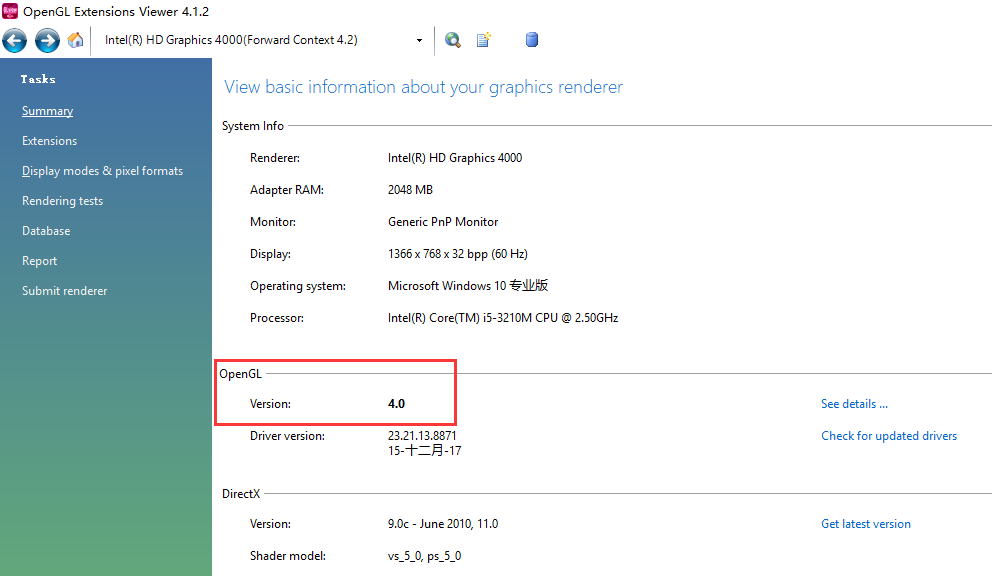 OpenGL Extensions Viewer 4.1.2
Intel(R) HD Graphics 4000(Forward Context 4.2)
Tasks
Summary
Extensions
Display modes & pixel formats
Rendering tests
Database
Report
Submit renderer
View basic information about your graphics renderer
System Info
Renderer: Intel(R) HD Graphics 4000
Adapter RAM: 2048 MB
Monitor: Generic PnP Monitor
Display: 1366 x 768 x 32 bpp (60 Hz)
Operating system: Microsoft Windows 10 专业版
Processor: Intel(R) Core(TM) i5-3210M CPU @ 2.50GHz
OpenGL
Version: 4.0 See details ...
Driver version: 23.21.13.8871 Check for updated drivers
15-十二月-17
DirectX
Version: 9.0c - June 2010, 11.0 Get latest version
Shader model: vs_5_0, ps_5_0